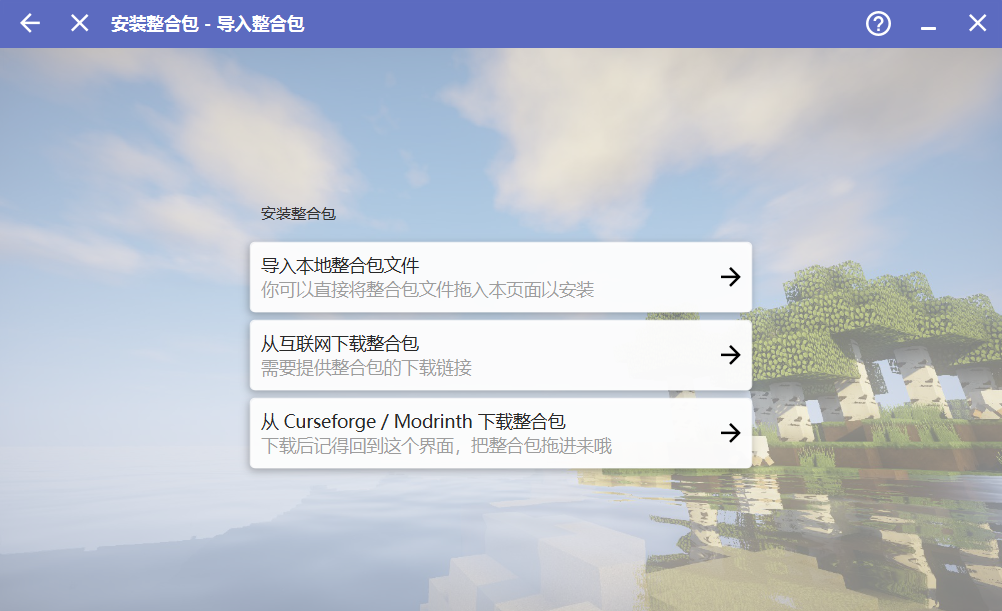 安装整合包 - 导入整合包
安装整合包
导入本地整合包文件
你可以直接将整合包文件拖入本页面以安装
从互联网下载整合包
需要提供整合包的下载链接
从 Curseforge / Modrinth 下载整合包
下载后记得回到这个界面，把整合包拖进来哦